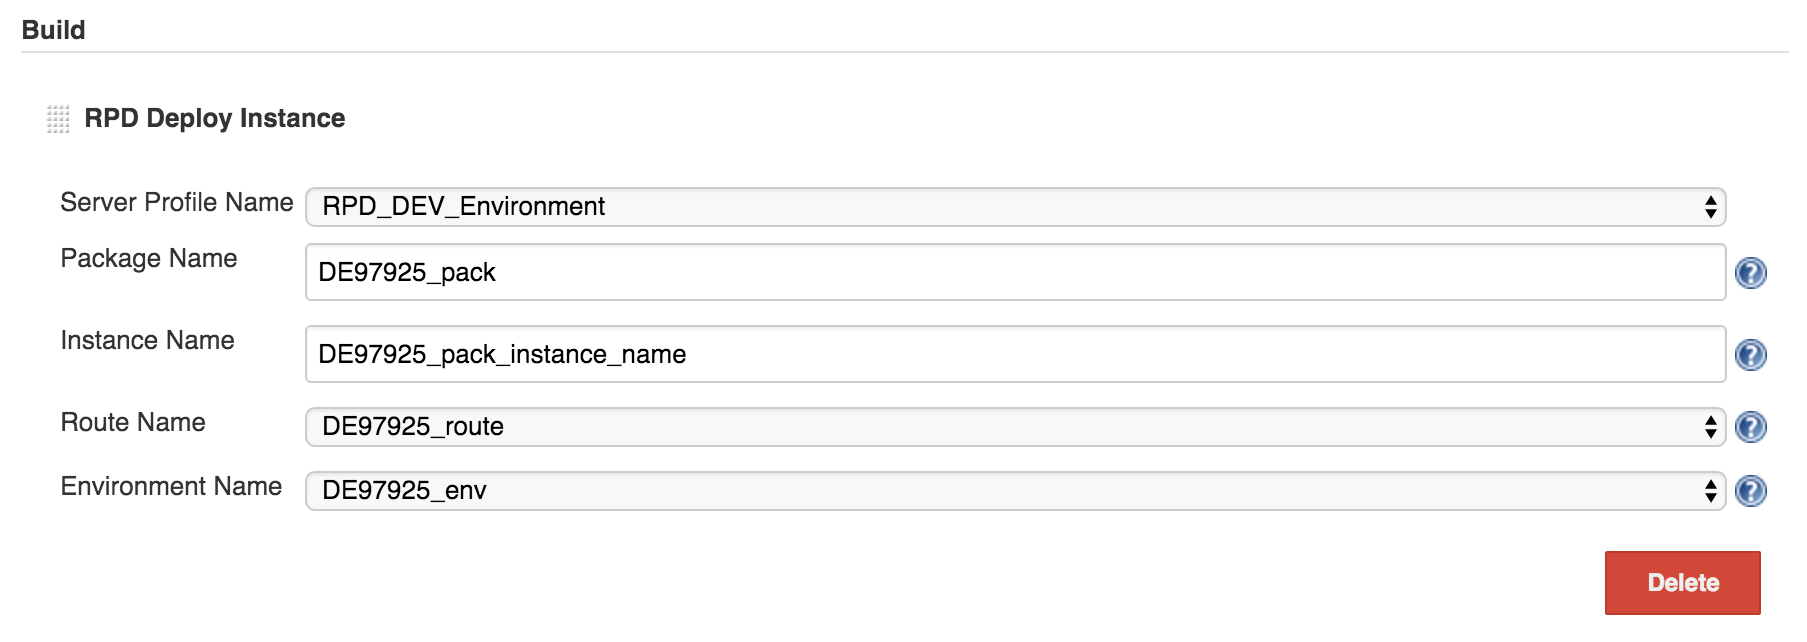 Build
RPD Deploy Instance
Server Profile Name RPD_DEV_Environment
Package Name DE97925_pack ?
Instance Name DE97925_pack_instance_name ?
Route Name DE97925_route ?
Environment Name DE97925_env ?
Delete